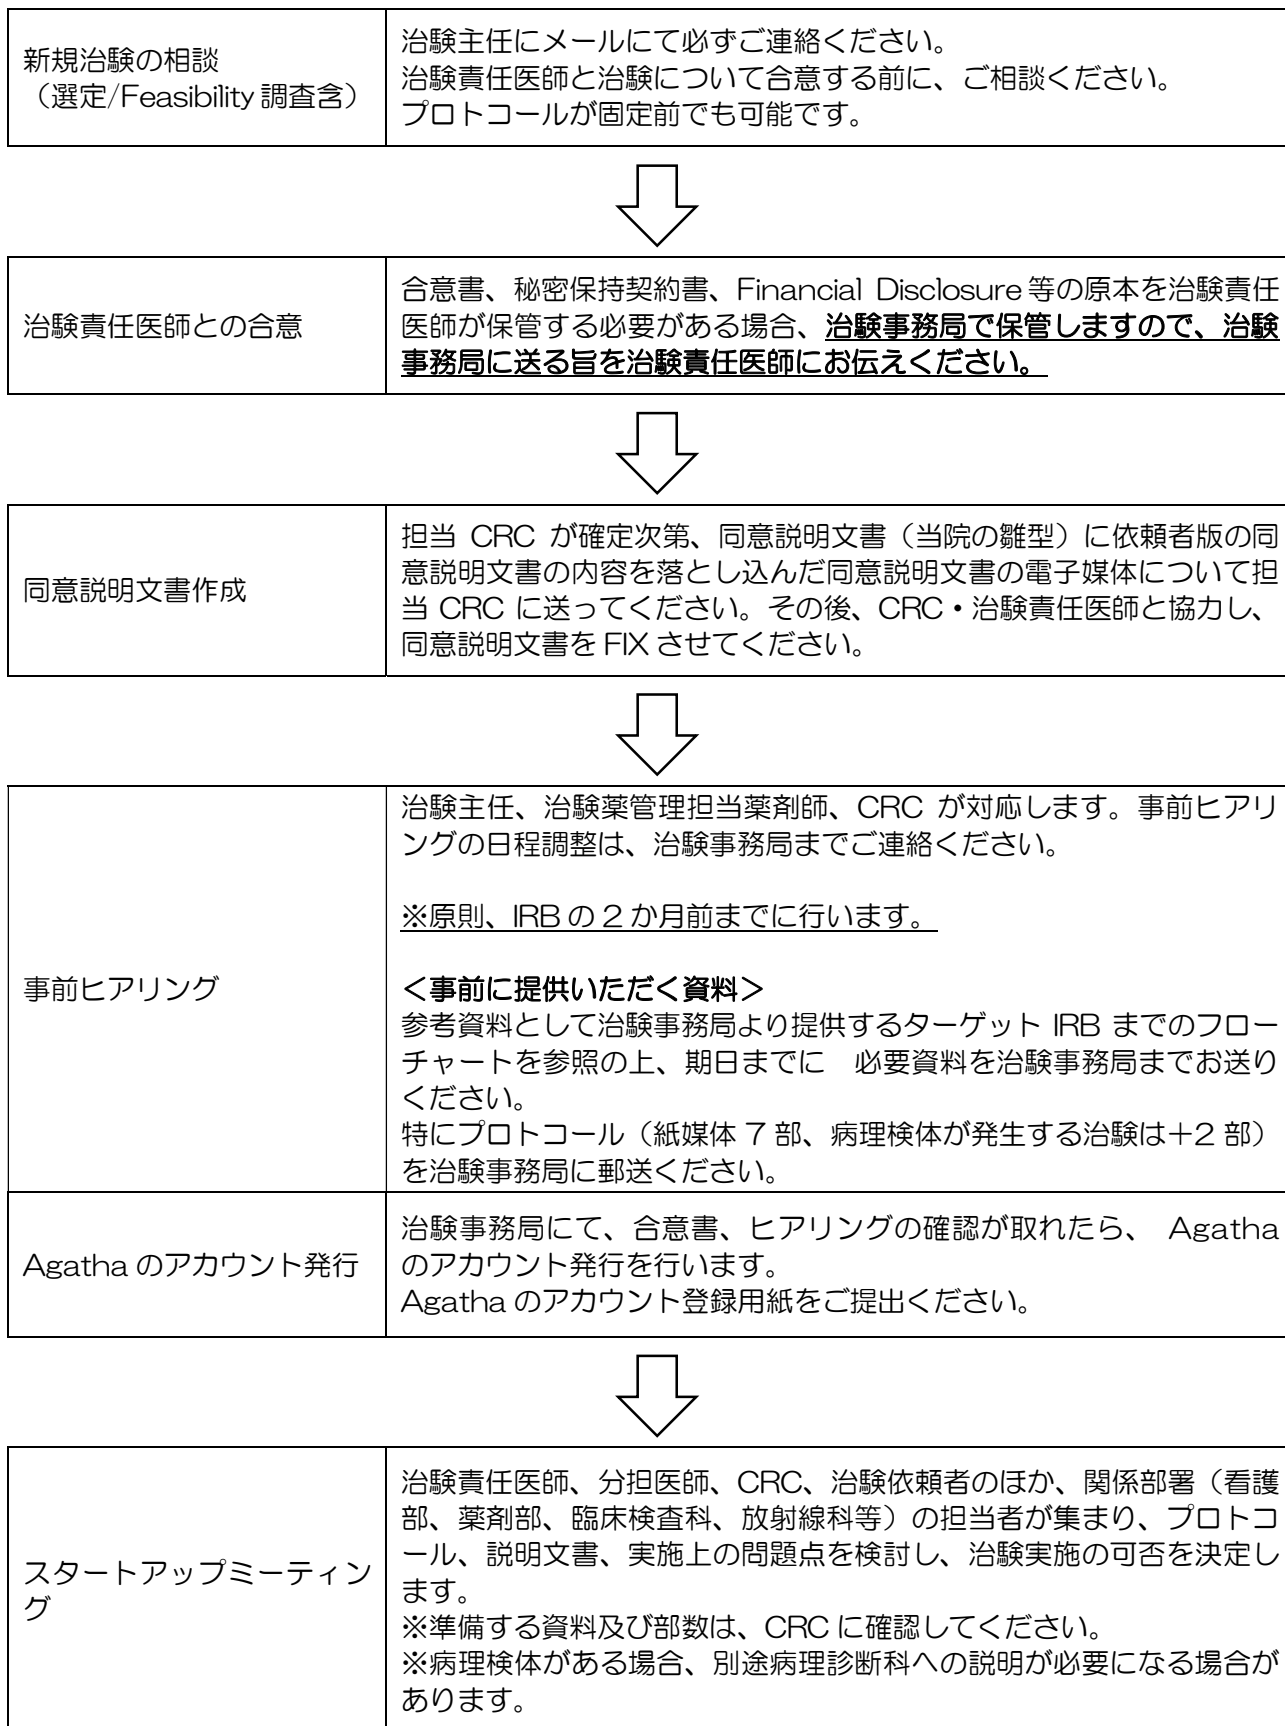 新規治験の相談
（選定/Feasibility 調査含）
治験主任にメールにて必ずご連絡ください。
治験責任医師と治験について合意する前に、ご相談ください。
プロトコールが固定前でも可能です。
治験責任医師との合意
合意書、秘密保持契約書、Financial Disclosure 等の原本を治験責任
医師が保管する必要がある場合、治験事務局で保管しますので、治験
事務局に送る旨を治験責任医師にお伝えください。
同意説明文書作成
担当 CRC が確定次第、同意説明文書（当院の雛型）に依頼者版の同
意説明文書の内容を落とし込んだ同意説明文書の電子媒体について担
当 CRC に送ってください。その後、CRC・治験責任医師と協力し、
同意説明文書を FIX させてください。
事前ヒアリング
治験主任、治験薬管理担当薬剤師、CRC が対応します。事前ヒアリ
ングの日程調整は、治験事務局までご連絡ください。
※原則、IRB の 2 か月前までに行います。
＜事前に提供いただく資料＞
参考資料として治験事務局より提供するターゲット IRB までのフロー
チャートを参照の上、期日までに　必要資料を治験事務局までお送り
ください。
特にプロトコール（紙媒体 7 部、病理検体が発生する治験は＋2 部）
を治験事務局に郵送ください。
Agatha のアカウント発行
治験事務局にて、合意書、ヒアリングの確認が取れたら、 Agatha
のアカウント発行を行います。
Agatha のアカウント登録用紙をご提出ください。
スタートアップミーティン
グ
治験責任医師、分担医師、CRC、治験依頼者のほか、関係部署（看護
部、薬剤部、臨床検査科、放射線科等）の担当者が集まり、プロトコ
ール、説明文書、実施上の問題点を検討し、治験実施の可否を決定し
ます。
※準備する資料及び部数は、CRC に確認してください。
※病理検体がある場合、別途病理診断科への説明が必要になる場合が
あります。